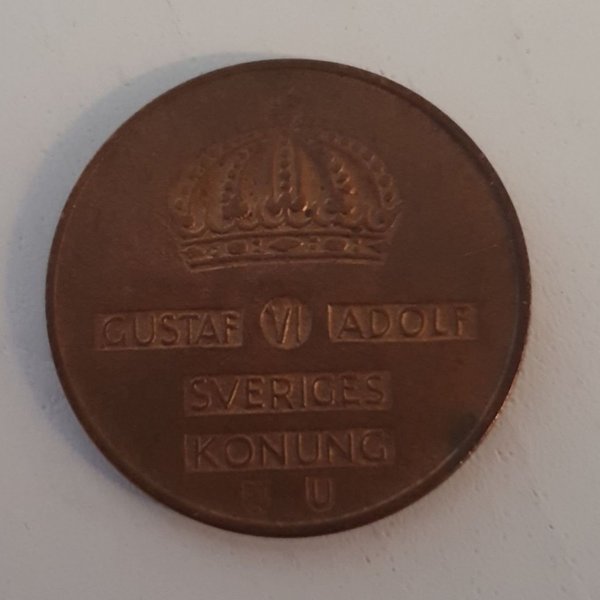 GUSTAF VI ADOLF
SVERIGES
KONUNG
U